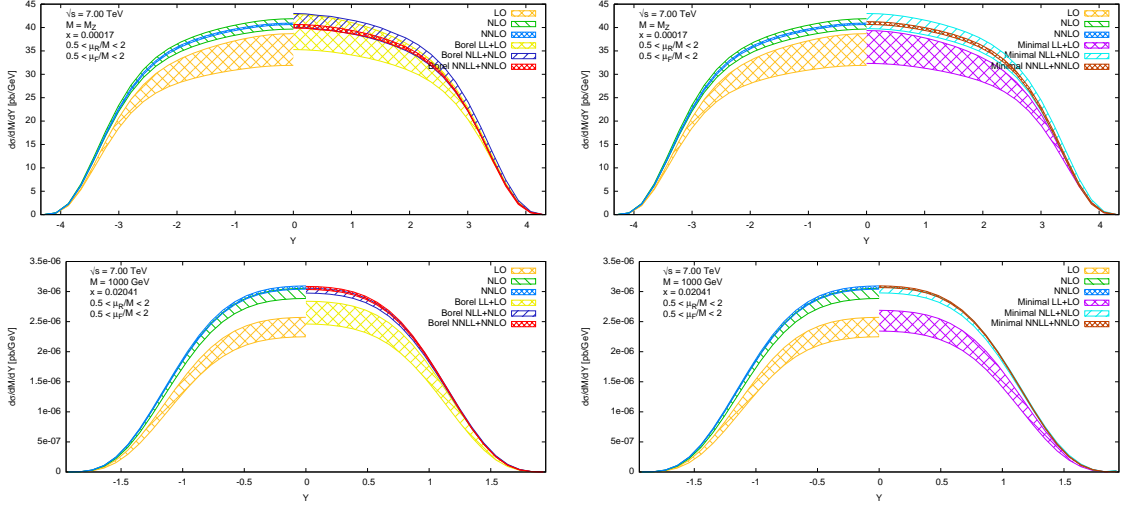 √s = 7.00 TeV
M = M_Z
x = 0.00017
0.5 < μ_R/M < 2
0.5 < μ_F/M < 2
LO
NLO
NNLO
Borel LL+LO
Borel NLL+NLO
Borel NNLL+NNLO
dσ/dM/dY [pb/GeV]
45
40
35
30
25
20
15
10
5
0
-4 -3 -2 -1 0 1 2 3 4
Y
√s = 7.00 TeV
M = M_Z
x = 0.00017
0.5 < μ_R/M < 2
0.5 < μ_F/M < 2
LO
NLO
NNLO
Minimal LL+LO
Minimal NLL+NLO
Minimal NNLL+NNLO
dσ/dM/dY [pb/GeV]
45
40
35
30
25
20
15
10
5
0
-4 -3 -2 -1 0 1 2 3 4
Y
√s = 7.00 TeV
M = 1000 GeV
x = 0.02041
0.5 < μ_R/M < 2
0.5 < μ_F/M < 2
LO
NLO
NNLO
Borel LL+LO
Borel NLL+NLO
Borel NNLL+NNLO
dσ/dM/dY [pb/GeV]
3.5e-06
3e-06
2.5e-06
2e-06
1.5e-06
1e-06
5e-07
0
-1.5 -1 -0.5 0 0.5 1 1.5
Y
√s = 7.00 TeV
M = 1000 GeV
x = 0.02041
0.5 < μ_R/M < 2
0.5 < μ_F/M < 2
LO
NLO
NNLO
Minimal LL+LO
Minimal NLL+NLO
Minimal NNLL+NNLO
dσ/dM/dY [pb/GeV]
3.5e-06
3e-06
2.5e-06
2e-06
1.5e-06
1e-06
5e-07
0
-1.5 -1 -0.5 0 0.5 1 1.5
Y